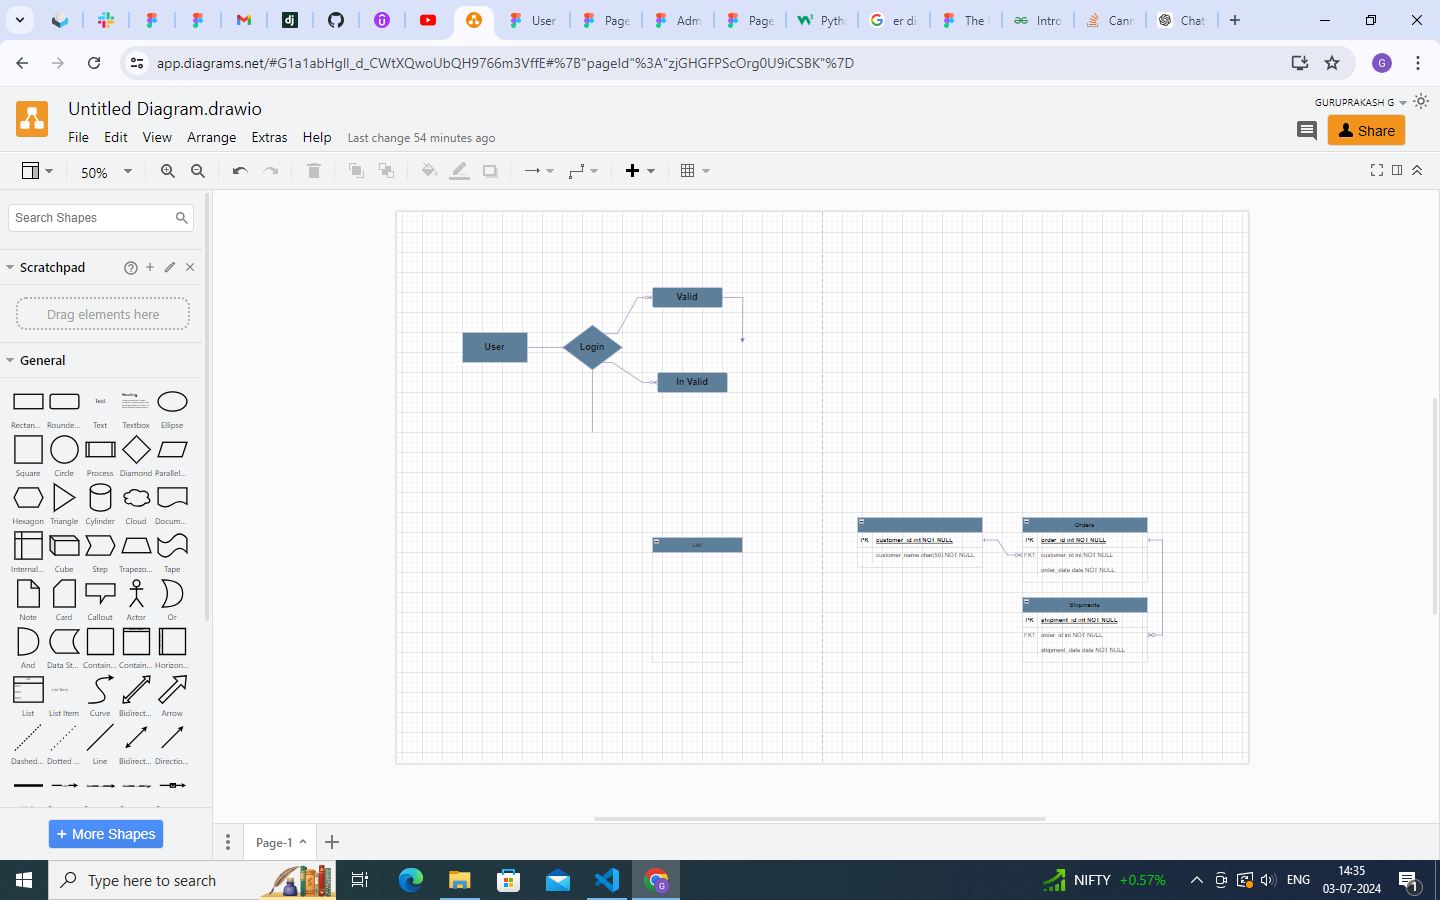 User
Page
Adm
Page
Pyth
er di
The
Intro
Cann
Chat
app.diagrams.net/#G1a1abHgIl_d_CWtXQwoUbQH9766m3VffE#%7B"pageId"%3A"zjGHGFPScOrg0U9iCSBK"%7D
G
Untitled Diagram.drawio
GURUPRAKASH G
File Edit View Arrange Extras Help Last change 54 minutes ago
Share
50%
Search Shapes
Scratchpad
Drag elements here
General
Text
Heading
Rectan... Rounde... Text Textbox Ellipse
Square Circle Process Diamond Parallel...
Hexagon Triangle Cylinder Cloud Docum...
Internal... Cube Step Trapezo... Tape
Note Card Callout Actor Or
And Data St... Contain... Contain... Horizon...
List Item
List List Item Curve Bidirect... Arrow
Dashed... Dotted ... Line Bidirect... Directio...
+ More Shapes
Valid
User
Login
In Valid
List
PK customer_id int NOT NULL
customer_name char(50) NOT NULL
Orders
PK order_id int NOT NULL
FK1 customer_id int NOT NULL
order_date date NOT NULL
Shipments
PK shipment_id int NOT NULL
FK1 order_id int NOT NULL
shipment_date date NOT NULL
Page-1
Type here to search
NIFTY +0.57%
ENG
14:35
03-07-2024
1